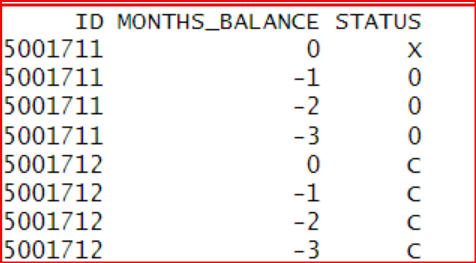 ID MONTHS_BALANCE STATUS
5001711 0 X
5001711 -1 0
5001711 -2 0
5001711 -3 0
5001712 0 C
5001712 -1 C
5001712 -2 C
5001712 -3 C